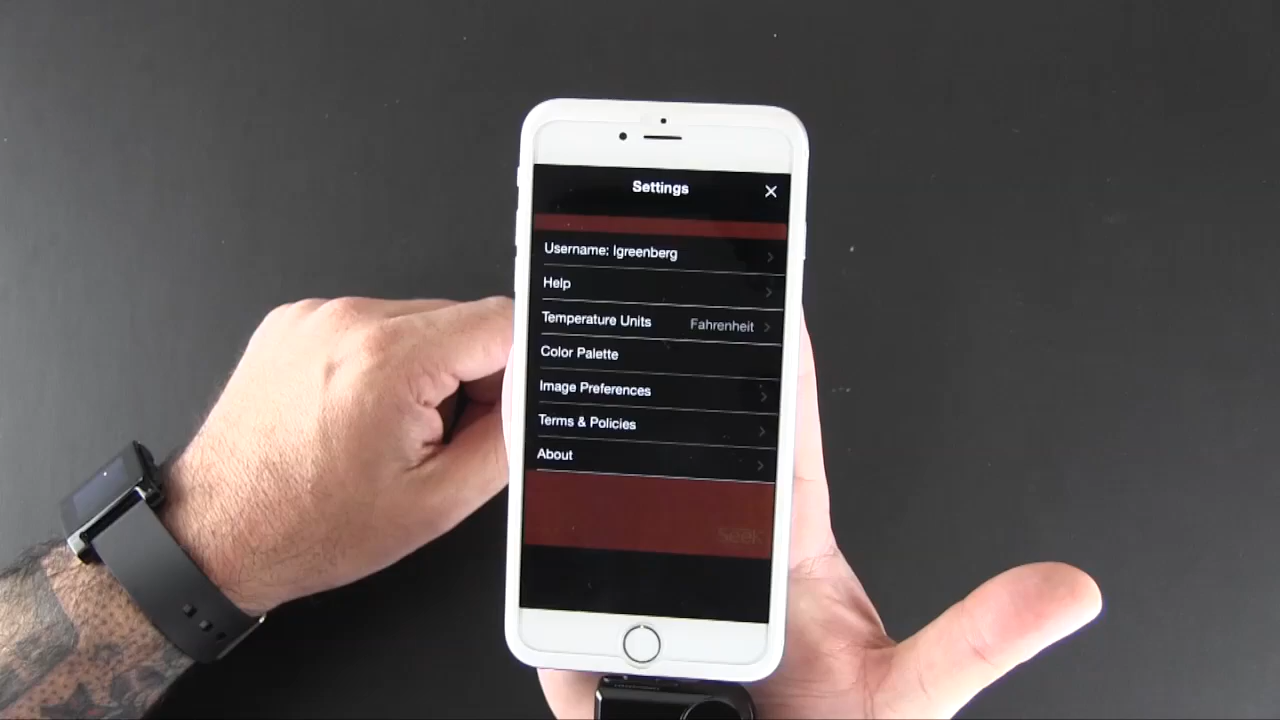 Settings
Username: lgreenberg
Help
Temperature Units Fahrenheit
Color Palette
Image Preferences
Terms & Policies
About
Seek